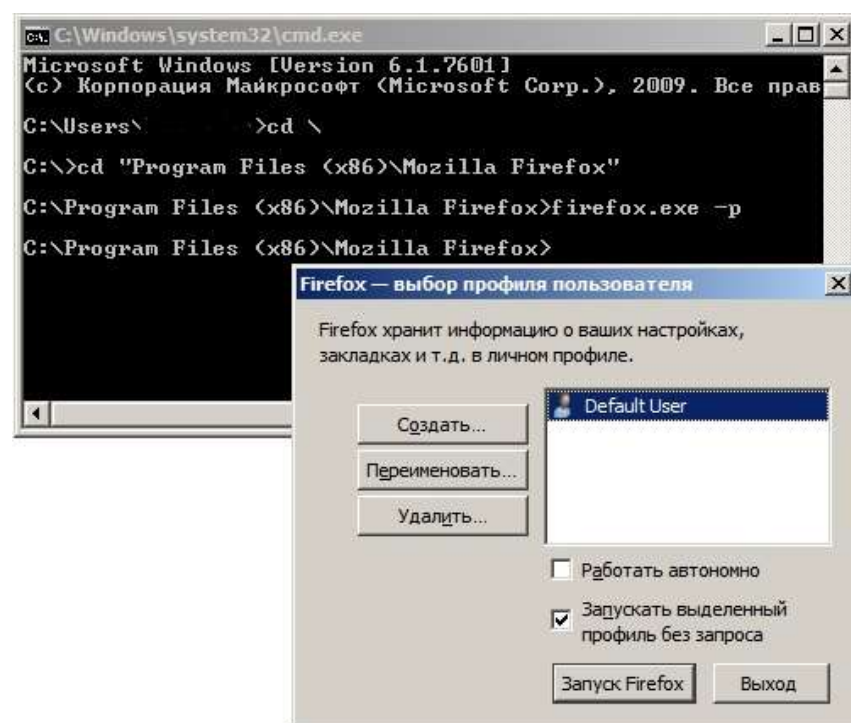 C:\Windows\system32\cmd.exe
Microsoft Windows [Version 6.1.7601]
(c) Корпорация Майкрософт (Microsoft Corp.), 2009. Все прав
C:\Users\ >cd \
C:\>cd "Program Files (x86)\Mozilla Firefox"
C:\Program Files (x86)\Mozilla Firefox>firefox.exe -p
C:\Program Files (x86)\Mozilla Firefox>
Firefox — выбор профиля пользователя
Firefox хранит информацию о ваших настройках,
закладках и т.д. в личном профиле.
Default User
Создать...
Переименовать...
Удалить...
Работать автономно
Запускать выделенный
профиль без запроса
Запуск Firefox
Выход